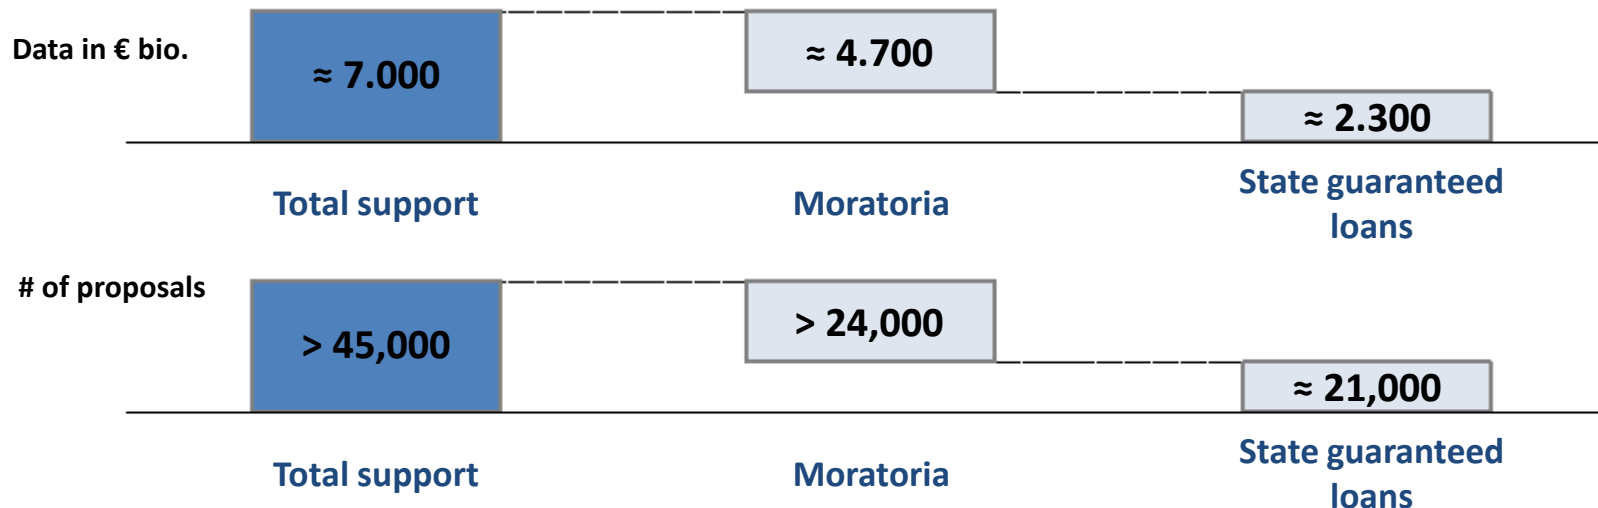 Data in € bio.
≈ 7.000
≈ 4.700
≈ 2.300
Total support
Moratoria
State guaranteed
loans
# of proposals
> 45,000
> 24,000
≈ 21,000
Total support
Moratoria
State guaranteed
loans